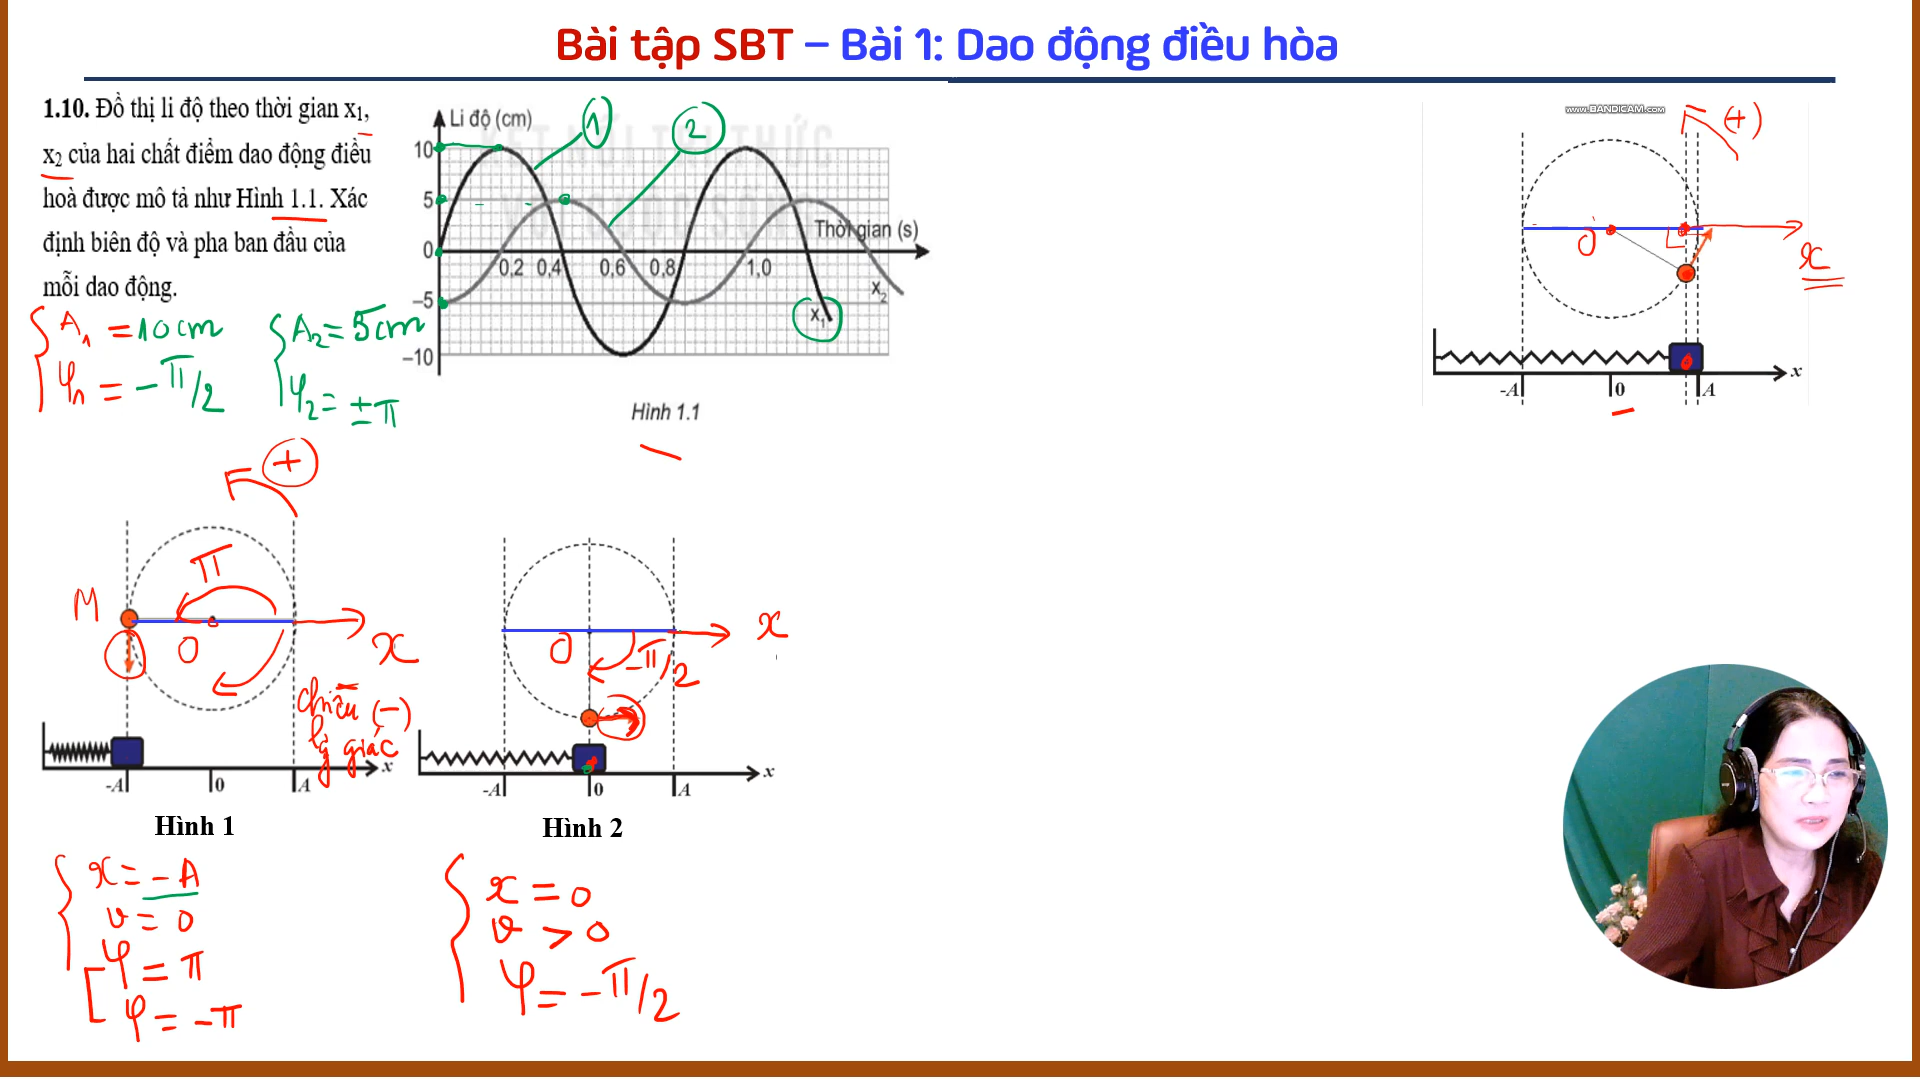 Bài tập SBT – Bài 1: Dao động điều hòa
1.10. Đồ thị li độ theo thời gian x₁,
x₂ của hai chất điểm dao động điều
hoà được mô tả như Hình 1.1. Xác
định biên độ và pha ban đầu của
mỗi dao động.
A₁ = 10 cm
φ₁ = -π/2
A₂ = 5 cm
φ₂ = ±π
Li độ (cm)
1
2
10
5
0
-5
-10
Thời gian (s)
0,2 0,4 0,6 0,8 1,0
x₂
x₁
Hình 1.1
www.BANDICAM.com
(+)
O
x
-A 0 A x
+
π
M
O
x
chiều (-)
lg giác
-A 0 A x
Hình 1
O
-π/2
x
-A 0 A x
Hình 2
x = -A
v = 0
φ = π
φ = -π
x = 0
v > 0
φ = -π/2